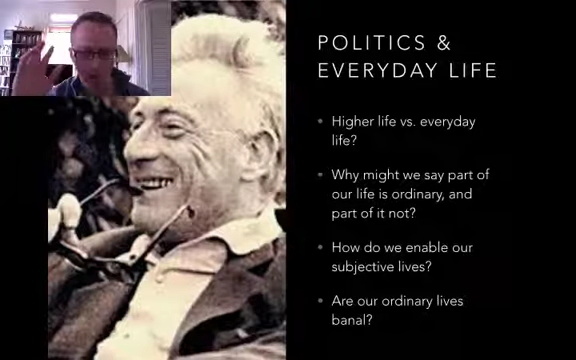 POLITICS &
EVERYDAY LIFE
• Higher life vs. everyday
life?
• Why might we say part of
our life is ordinary, and
part of it not?
• How do we enable our
subjective lives?
• Are our ordinary lives
banal?